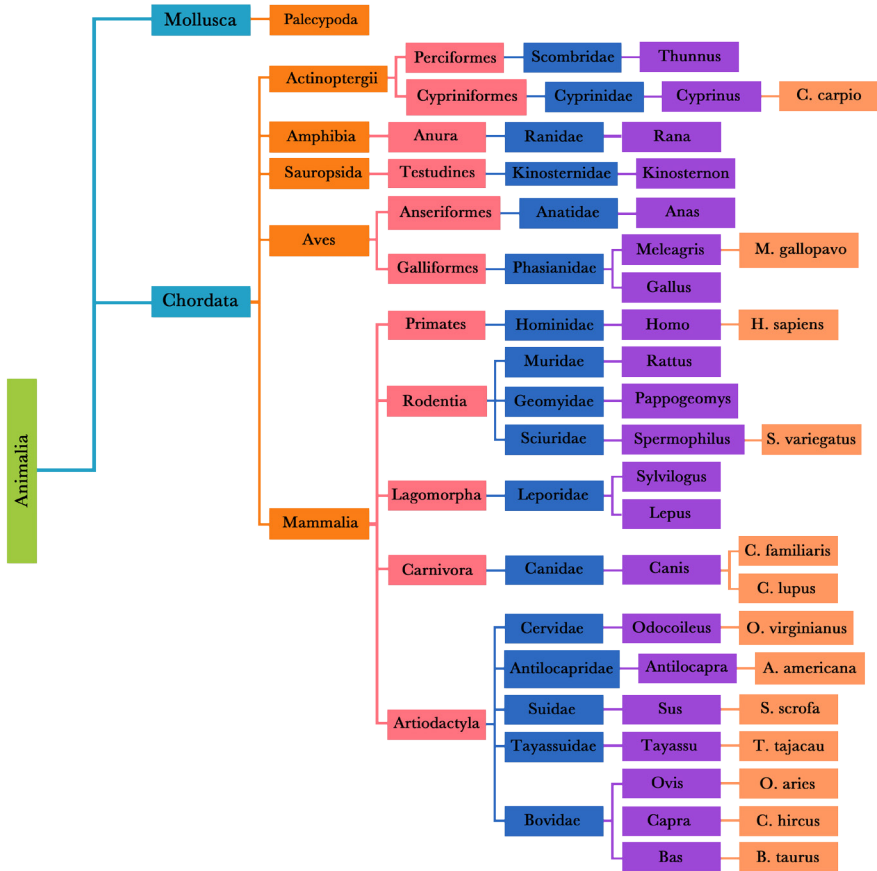 Mollusca
Palecypoda
Perciformes
Scombridae
Thunnus
Actinoptergii
Cypriniformes
Cyprinidae
Cyprinus
C. carpio
Amphibia
Anura
Ranidae
Rana
Sauropsida
Testudines
Kinosternidae
Kinosternon
Anseriformes
Anatidae
Anas
Aves
Galliformes
Phasianidae
Meleagris
M. gallopavo
Gallus
Chordata
Primates
Hominidae
Homo
H. sapiens
Muridae
Rattus
Rodentia
Geomyidae
Pappogeomys
Sciuridae
Spermophilus
S. variegatus
Animalia
Mammalia
Lagomorpha
Leporidae
Sylvilogus
Lepus
Carnivora
Canidae
Canis
C. familiaris
C. lupus
Cervidae
Odocoileus
O. virginianus
Antilocapridae
Antilocapra
A. americana
Artiodactyla
Suidae
Sus
S. scrofa
Tayassuidae
Tayassu
T. tajacau
Bovidae
Ovis
O. aries
Capra
C. hircus
Bas
B. taurus